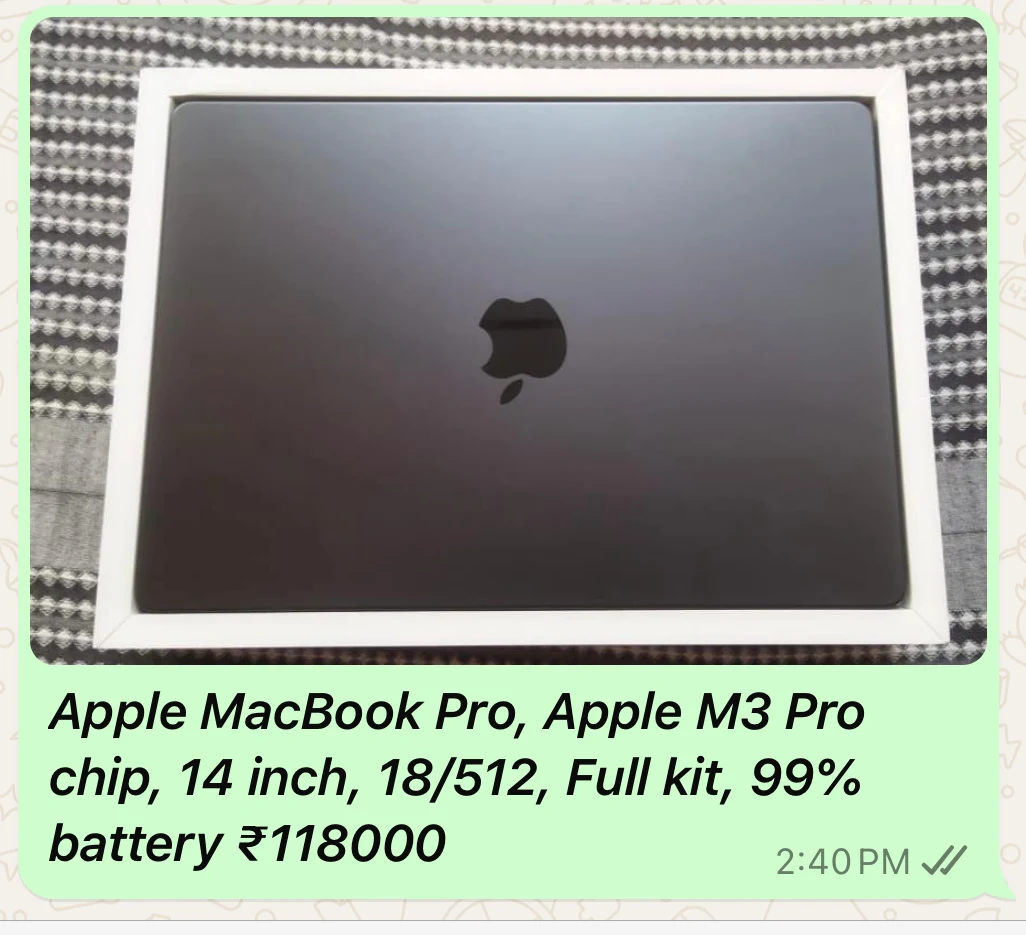 Apple MacBook Pro, Apple M3 Pro
chip, 14 inch, 18/512, Full kit, 99%
battery ₹118000
2:40 PM